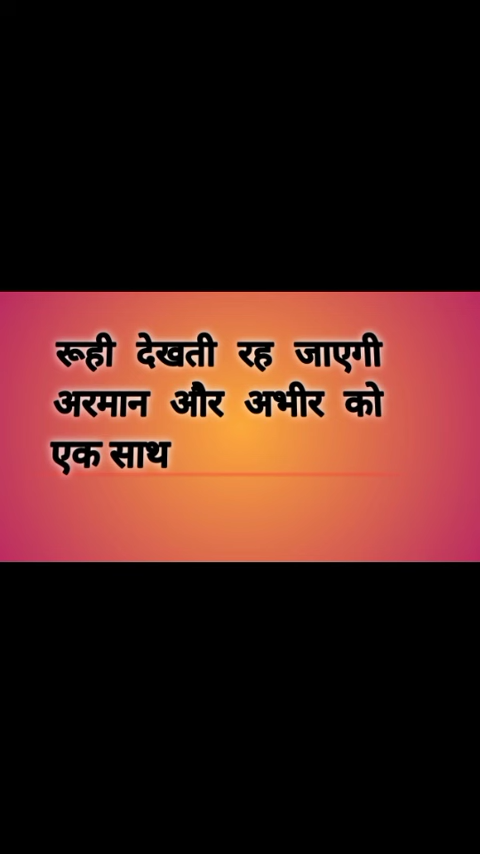 रूही देखती रह जाएगी
अरमान और अभीर को
एक साथ